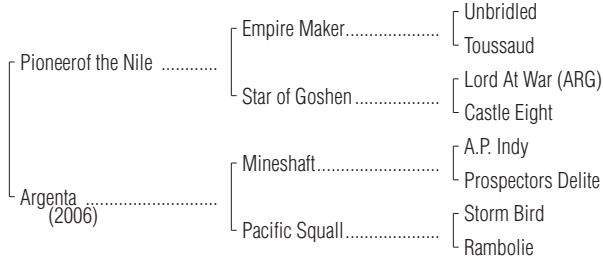 Unbridled
Empire Maker.....................
Toussaud
Pioneerof the Nile ............
Lord At War (ARG)
Star of Goshen...................
Castle Eight
A.P. Indy
Mineshaft...........................
Prospectors Delite
Argenta ............................
(2006)
Storm Bird
Pacific Squall.....................
Rambolie